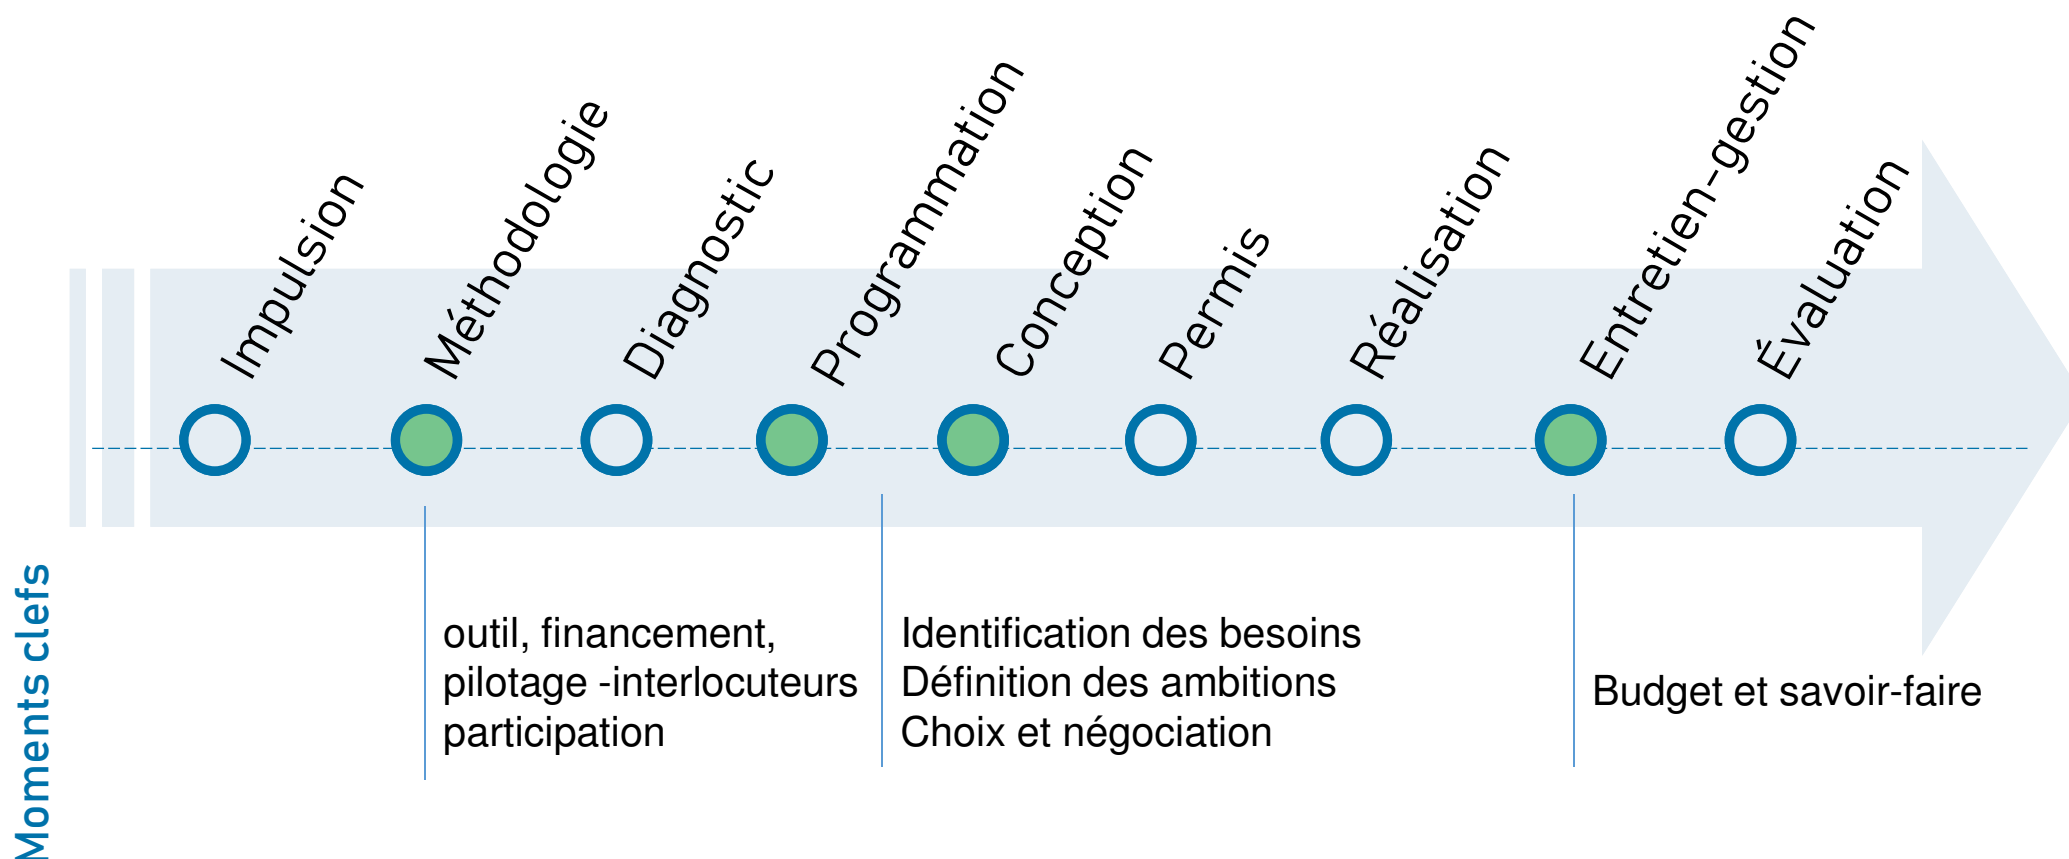 Impulsion
Méthodologie
Diagnostic
Programmation
Conception
Permis
Réalisation
Entretien-gestion
Évaluation
Moments clefs
outil, financement,
pilotage -interlocuteurs
participation
Identification des besoins
Définition des ambitions
Choix et négociation
Budget et savoir-faire